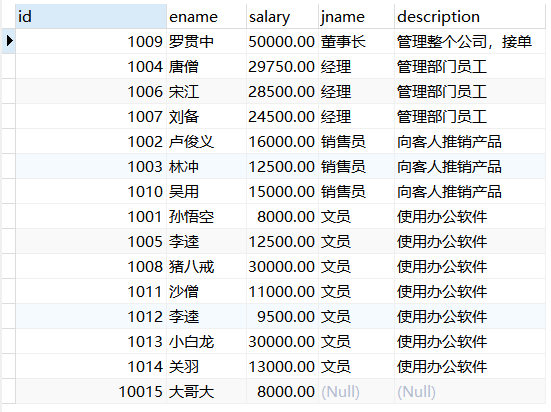 id ename salary jname description
1009 罗贯中 50000.00 董事长 管理整个公司，接单
1004 唐僧 29750.00 经理 管理部门员工
1006 宋江 28500.00 经理 管理部门员工
1007 刘备 24500.00 经理 管理部门员工
1002 卢俊义 16000.00 销售员 向客人推销产品
1003 林冲 12500.00 销售员 向客人推销产品
1010 吴用 15000.00 销售员 向客人推销产品
1001 孙悟空 8000.00 文员 使用办公软件
1005 李逵 12500.00 文员 使用办公软件
1008 猪八戒 30000.00 文员 使用办公软件
1011 沙僧 11000.00 文员 使用办公软件
1012 李逵 9500.00 文员 使用办公软件
1013 小白龙 30000.00 文员 使用办公软件
1014 关羽 13000.00 文员 使用办公软件
10015 大哥大 8000.00 (Null) (Null)